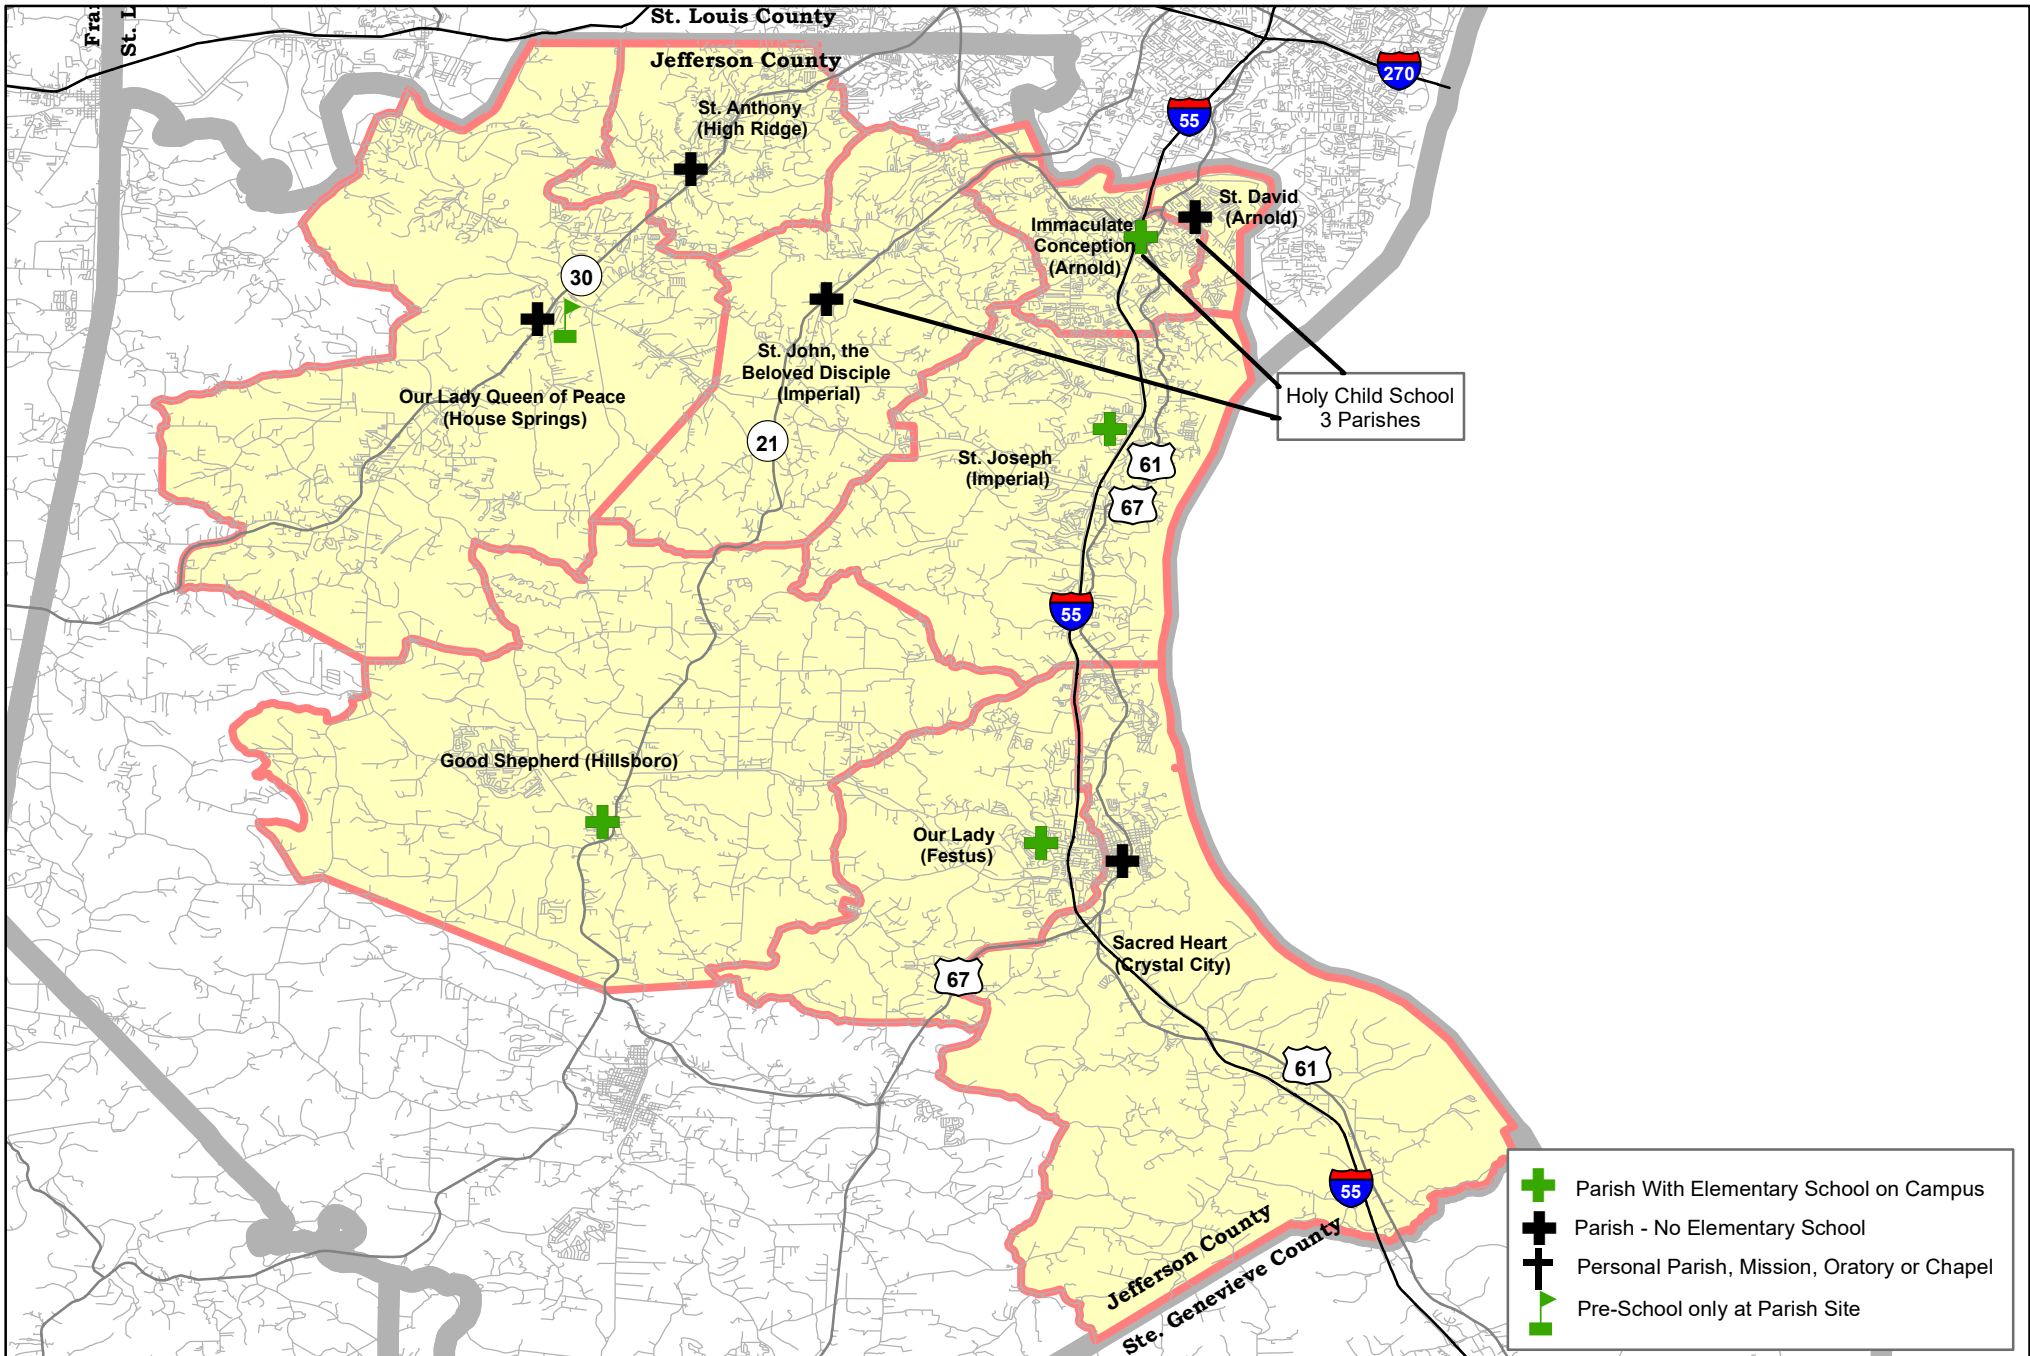 Fran
St. L
St. Louis County
Jefferson County
270
55
St. Anthony
(High Ridge)
St. David
(Arnold)
Immaculate
Conception
(Arnold)
30
St. John, the
Beloved Disciple
(Imperial)
Holy Child School
3 Parishes
Our Lady Queen of Peace
(House Springs)
21
St. Joseph
(Imperial)
61
67
55
Good Shepherd (Hillsboro)
Our Lady
(Festus)
Sacred Heart
(Crystal City)
67
61
55
Jefferson County
Ste. Genevieve County
Parish With Elementary School on Campus
Parish - No Elementary School
Personal Parish, Mission, Oratory or Chapel
Pre-School only at Parish Site